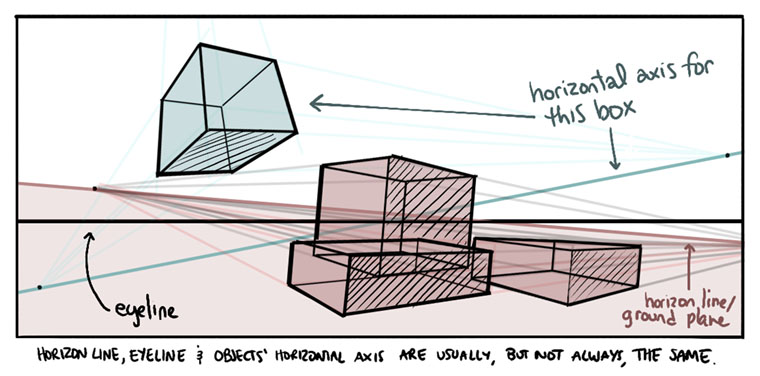 horizontal axis for
this box
eyeline
horizon line/
ground plane
HORIZON LINE, EYELINE & OBJECTS' HORIZONTAL AXIS ARE USUALLY, BUT NOT ALWAYS, THE SAME.